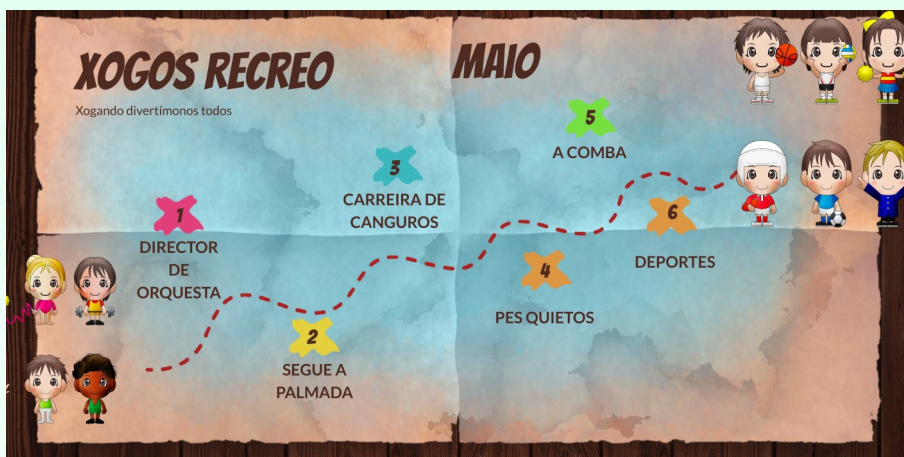 XOGOS RECREO MAIO
Xogando divertímonos todos
1
DIRECTOR
DE
ORQUESTA
2
SEGUE A
PALMADA
3
CARREIRA DE
CANGUROS
4
PES QUIETOS
5
A COMBA
6
DEPORTES